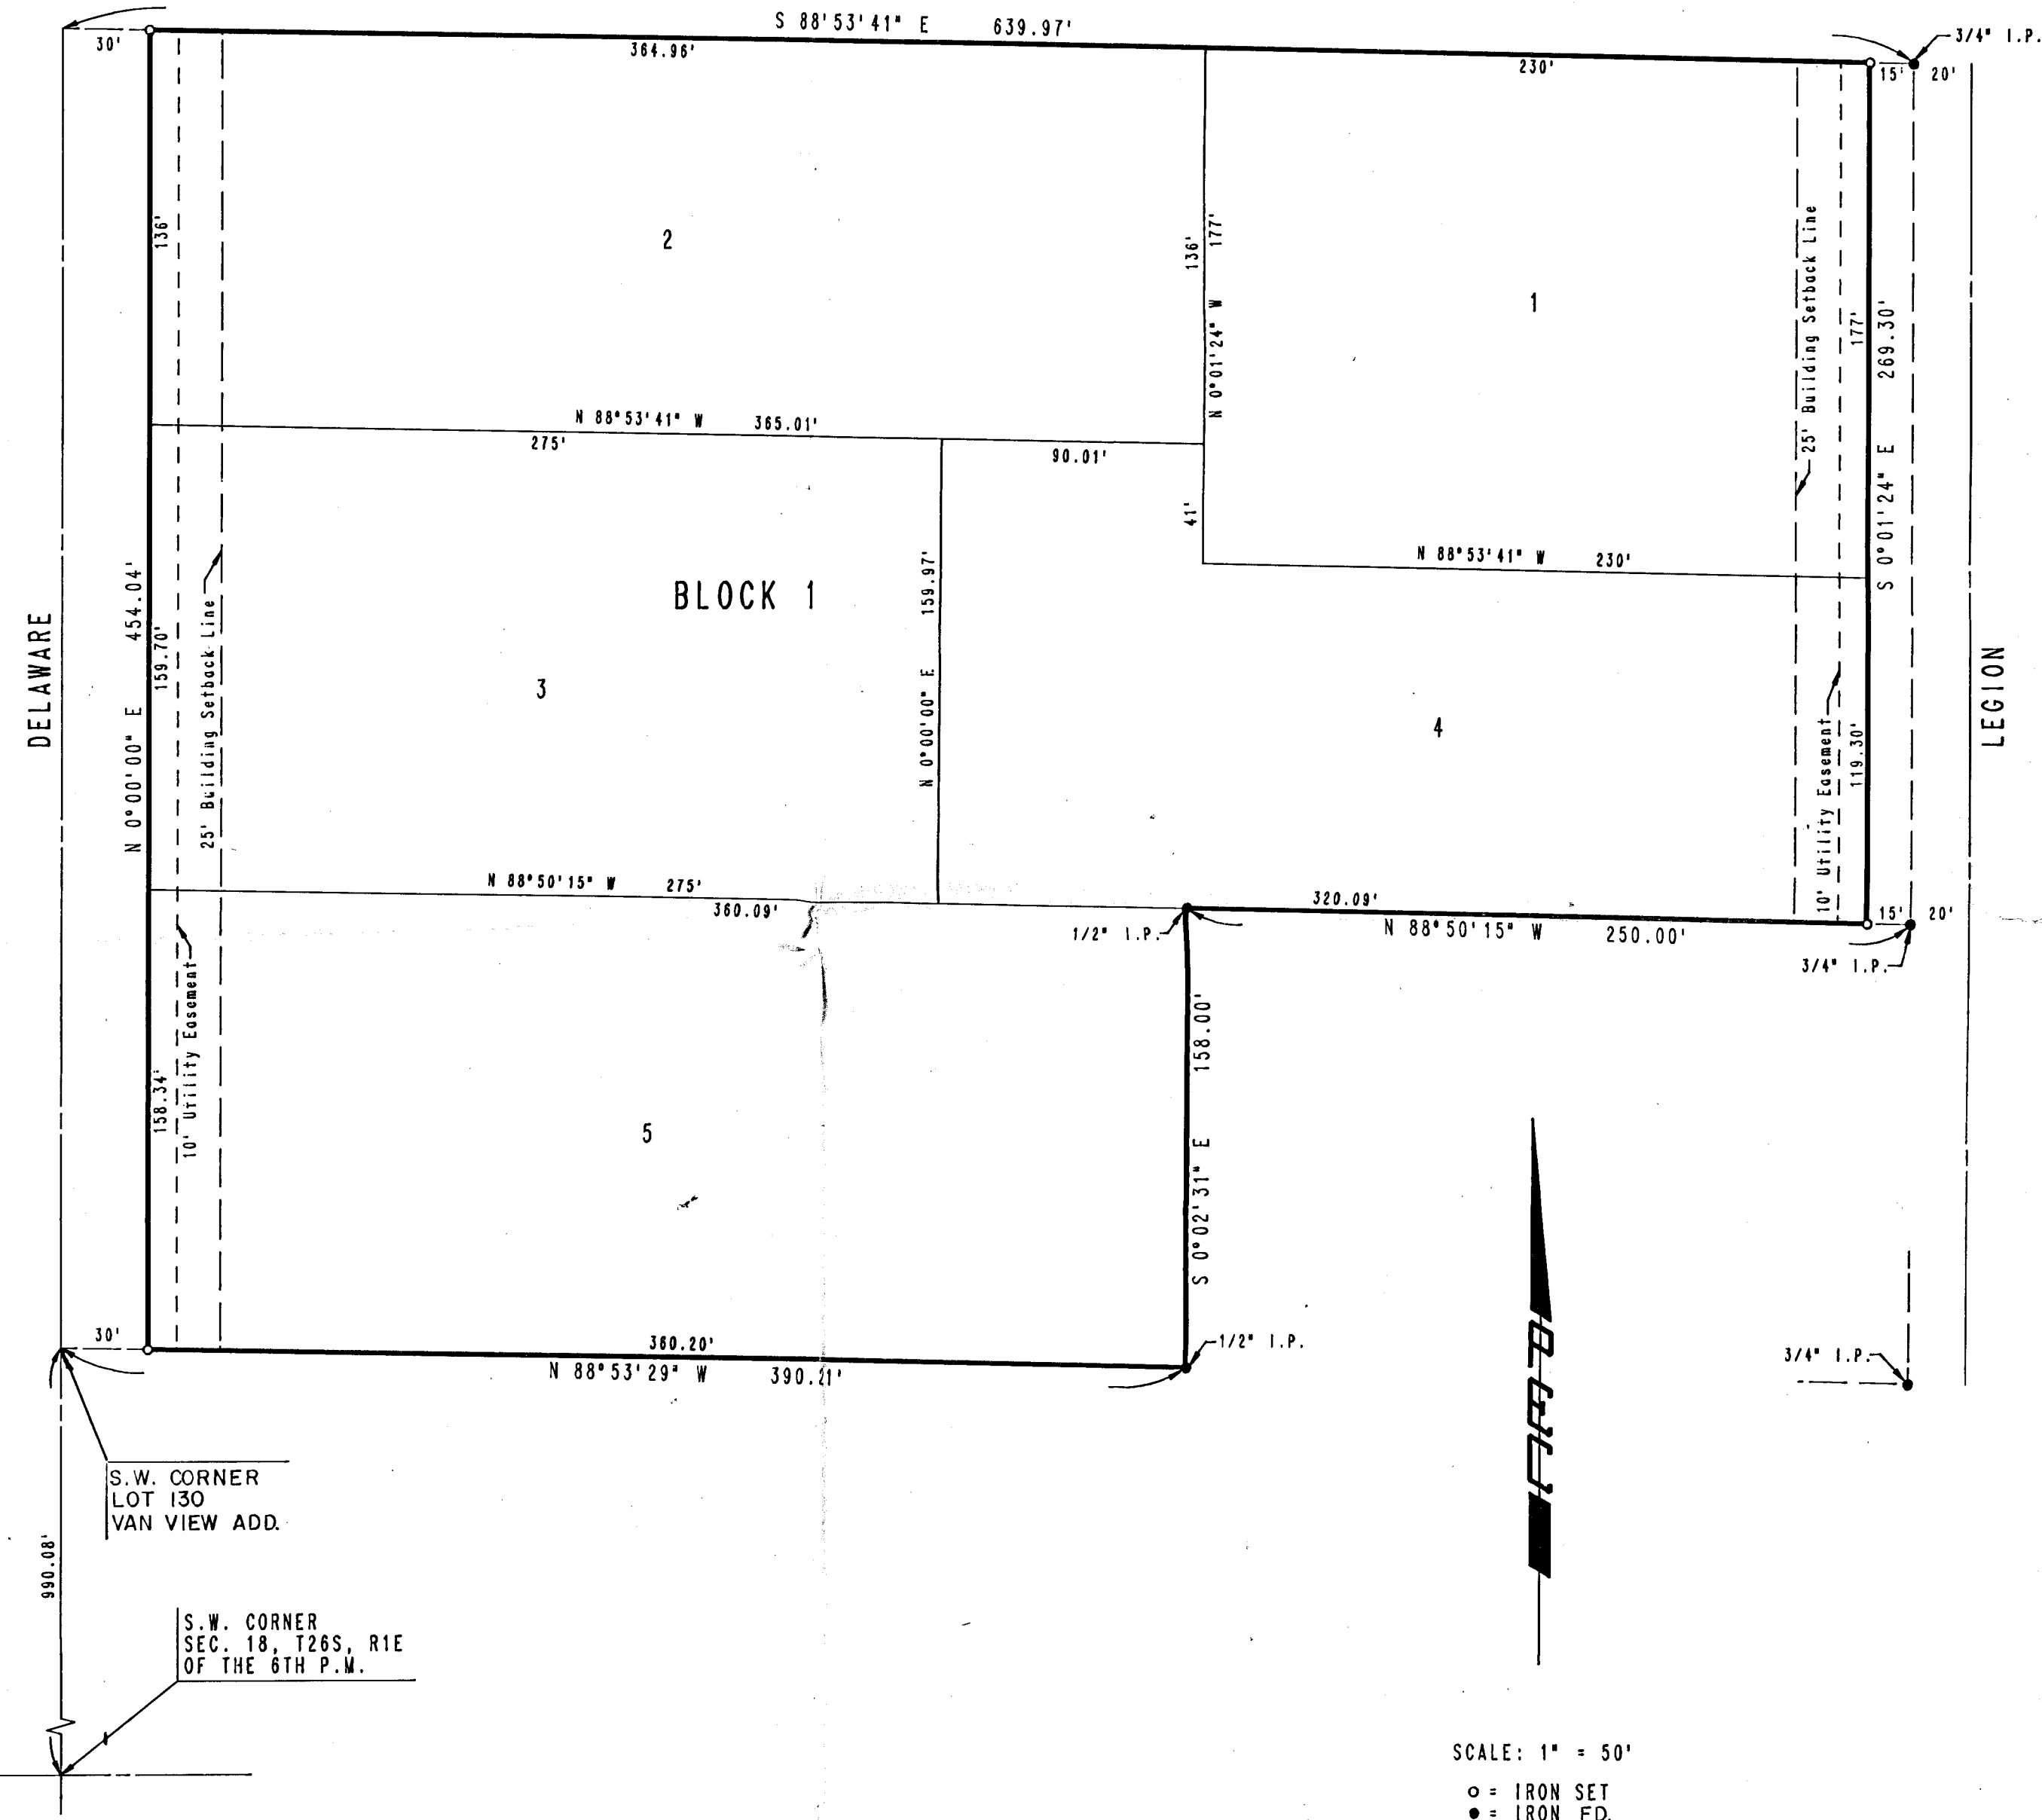 S 88°53'41" E 639.97'
30'
364.96'
230'
3/4" I.P.
15' 20'
136'
2
136'
177'
N 0°01'24" W
1
25' Building Setback Line
177'
S 0°01'24" E 269.30'
N 88°53'41" W 365.01'
275'
90.01'
41'
N 88°53'41" W 230'
DELAWARE
N 0°00'00" E 454.04'
159.70'
25' Building Setback Line
BLOCK 1
159.97'
N 0°00'00" E
3
4
10' Utility Easement
119.30'
LEGION
N 88°50'15" W 275'
360.09'
320.09'
N 88°50'15" W 250.00'
1/2" I.P.
15' 20'
3/4" I.P.
158.34'
10' Utility Easement
5
158.00'
S 0°02'31" E
30'
360.20'
N 88°53'29" W 390.21'
1/2" I.P.
3/4" I.P.
S.W. CORNER
LOT 130
VAN VIEW ADD.
990.08'
S.W. CORNER
SEC. 18, T26S, R1E
OF THE 6TH P.M.
SCALE: 1" = 50'
o = IRON SET
● = IRON FD.